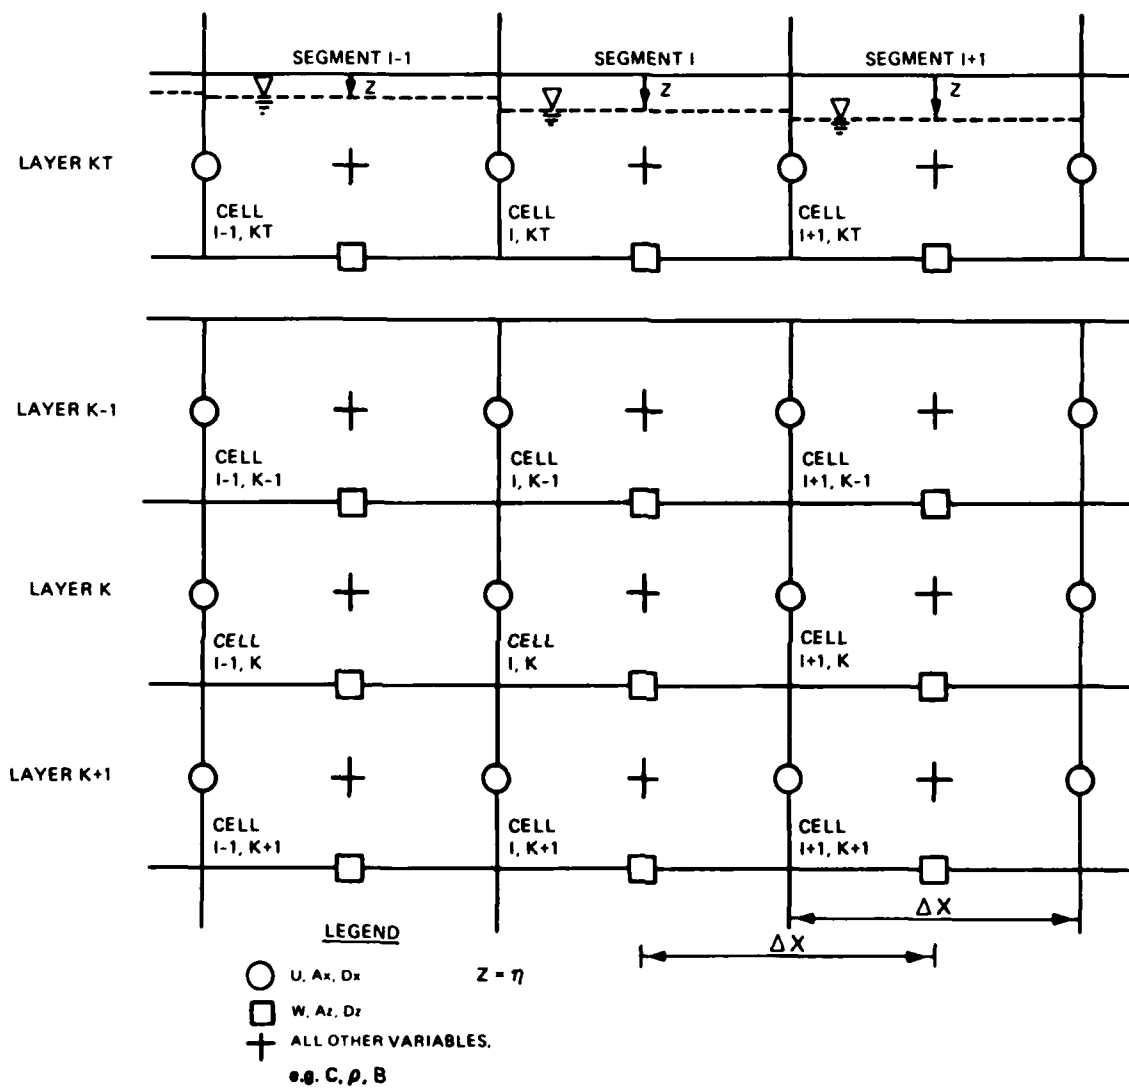 SEGMENT I-1
SEGMENT I
SEGMENT I+1
Z
Z
Z
LAYER KT
CELL
I-1, KT
CELL
I, KT
CELL
I+1, KT
LAYER K-1
CELL
I-1, K-1
CELL
I, K-1
CELL
I+1, K-1
LAYER K
CELL
I-1, K
CELL
I, K
CELL
I+1, K
LAYER K+1
CELL
I-1, K+1
CELL
I, K+1
CELL
I+1, K+1
ΔX
ΔX
LEGEND
U, Ax, Dx
Z = η
W, Az, Dz
ALL OTHER VARIABLES,
e.g. C, ρ, B